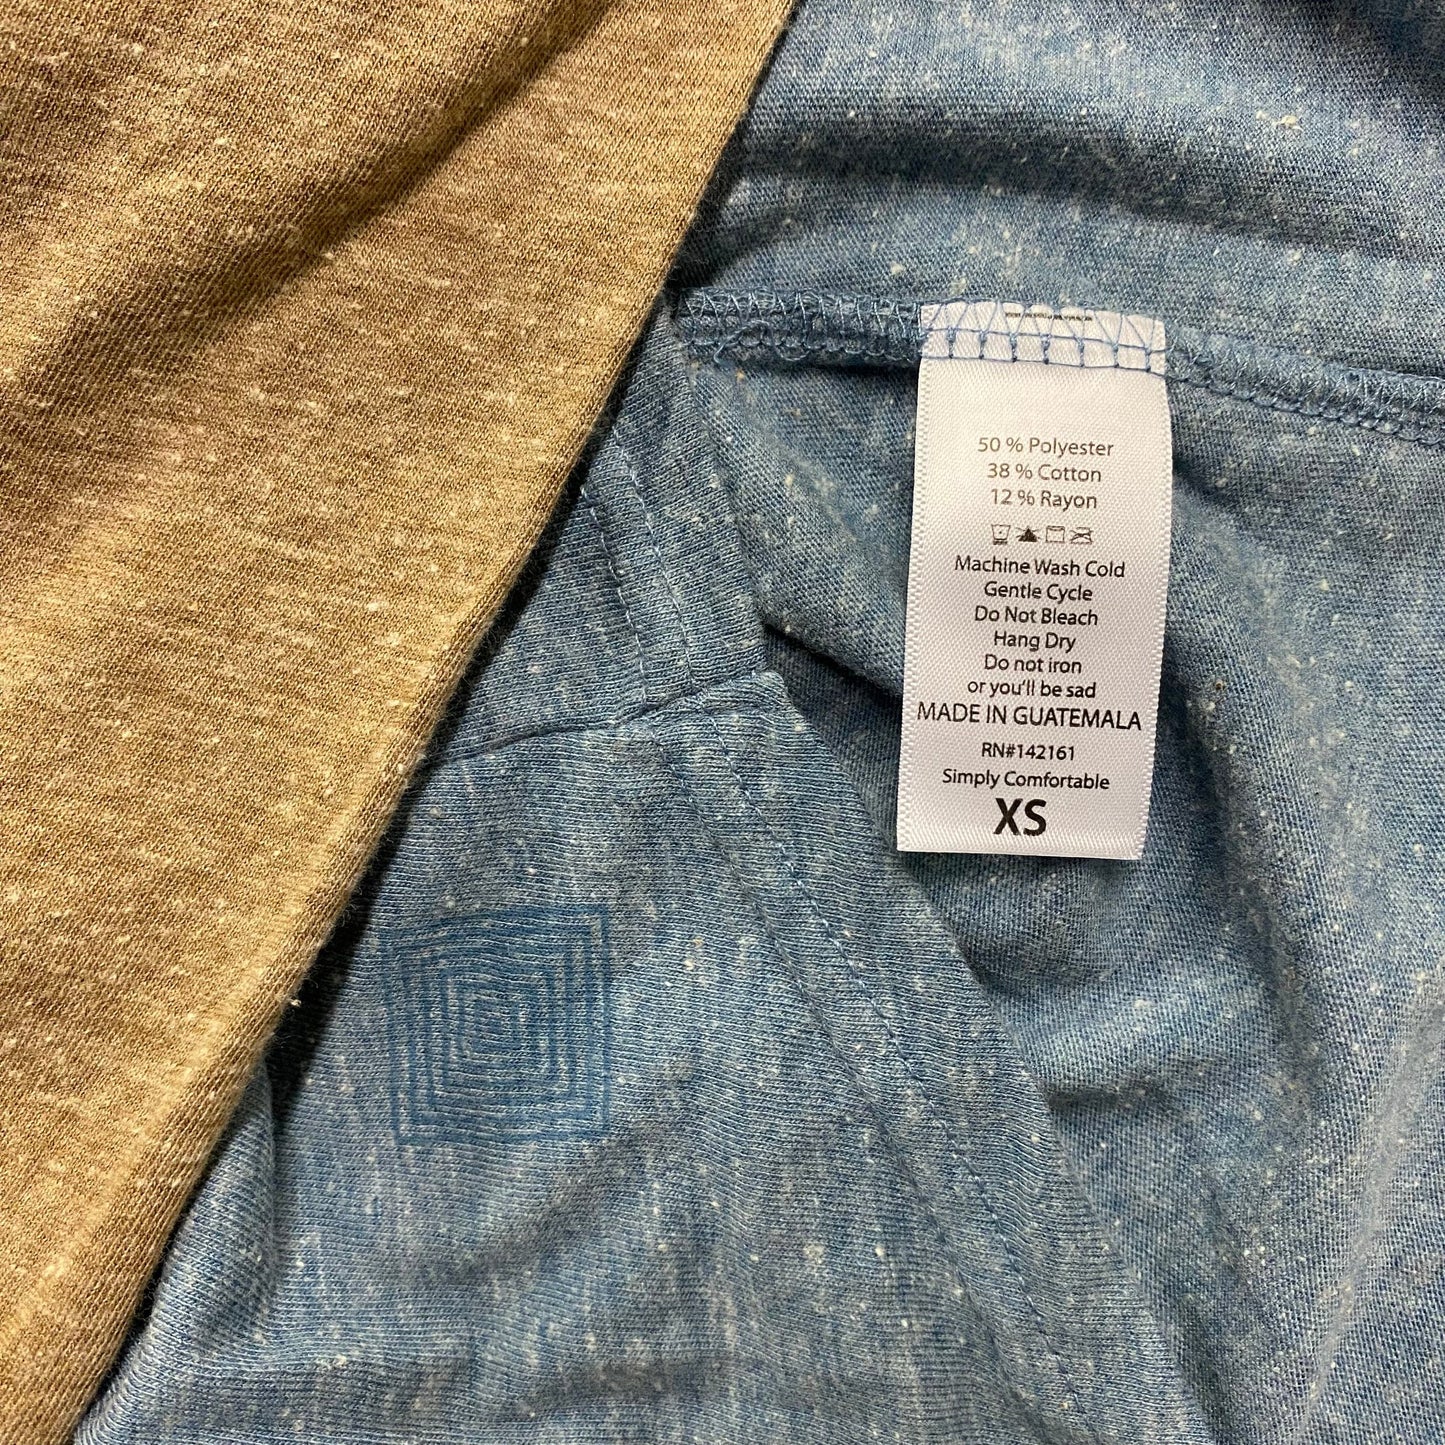 50 % Polyester
38 % Cotton
12 % Rayon
Machine Wash Cold
Gentle Cycle
Do Not Bleach
Hang Dry
Do not iron
or you'll be sad
MADE IN GUATEMALA
RN#142161
Simply Comfortable
XS